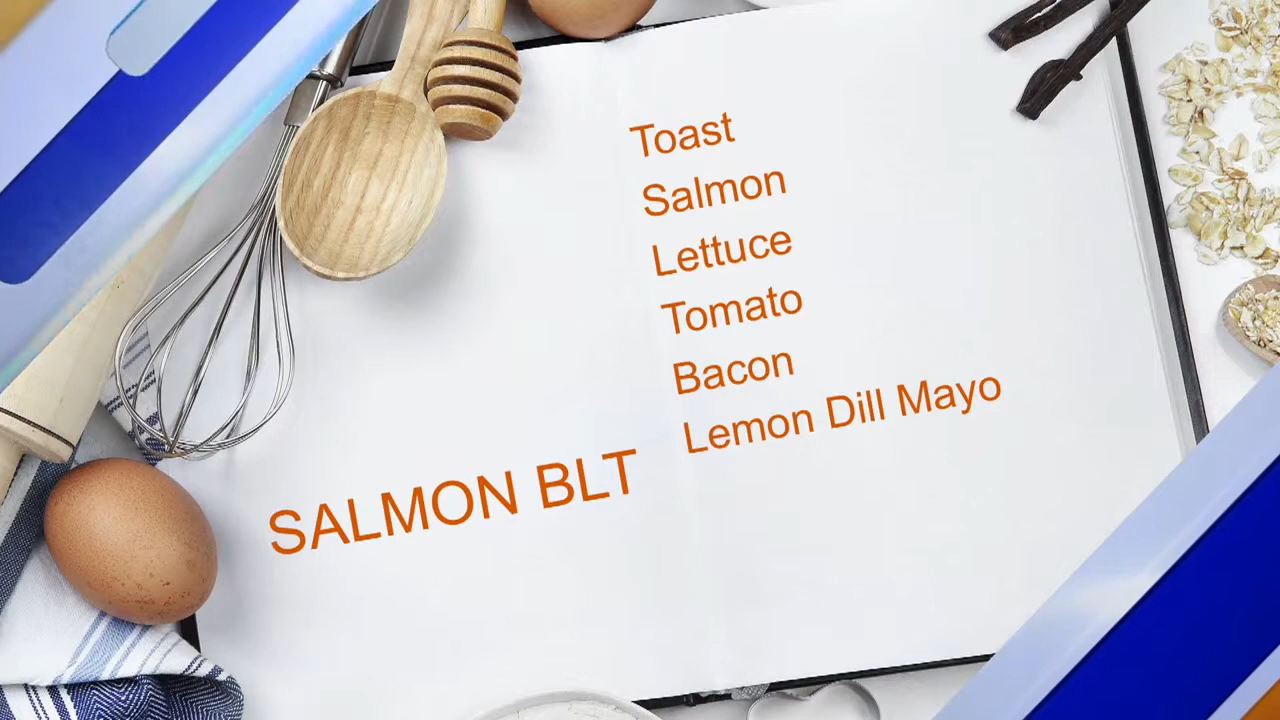 SALMON BLT
Toast
Salmon
Lettuce
Tomato
Bacon
Lemon Dill Mayo